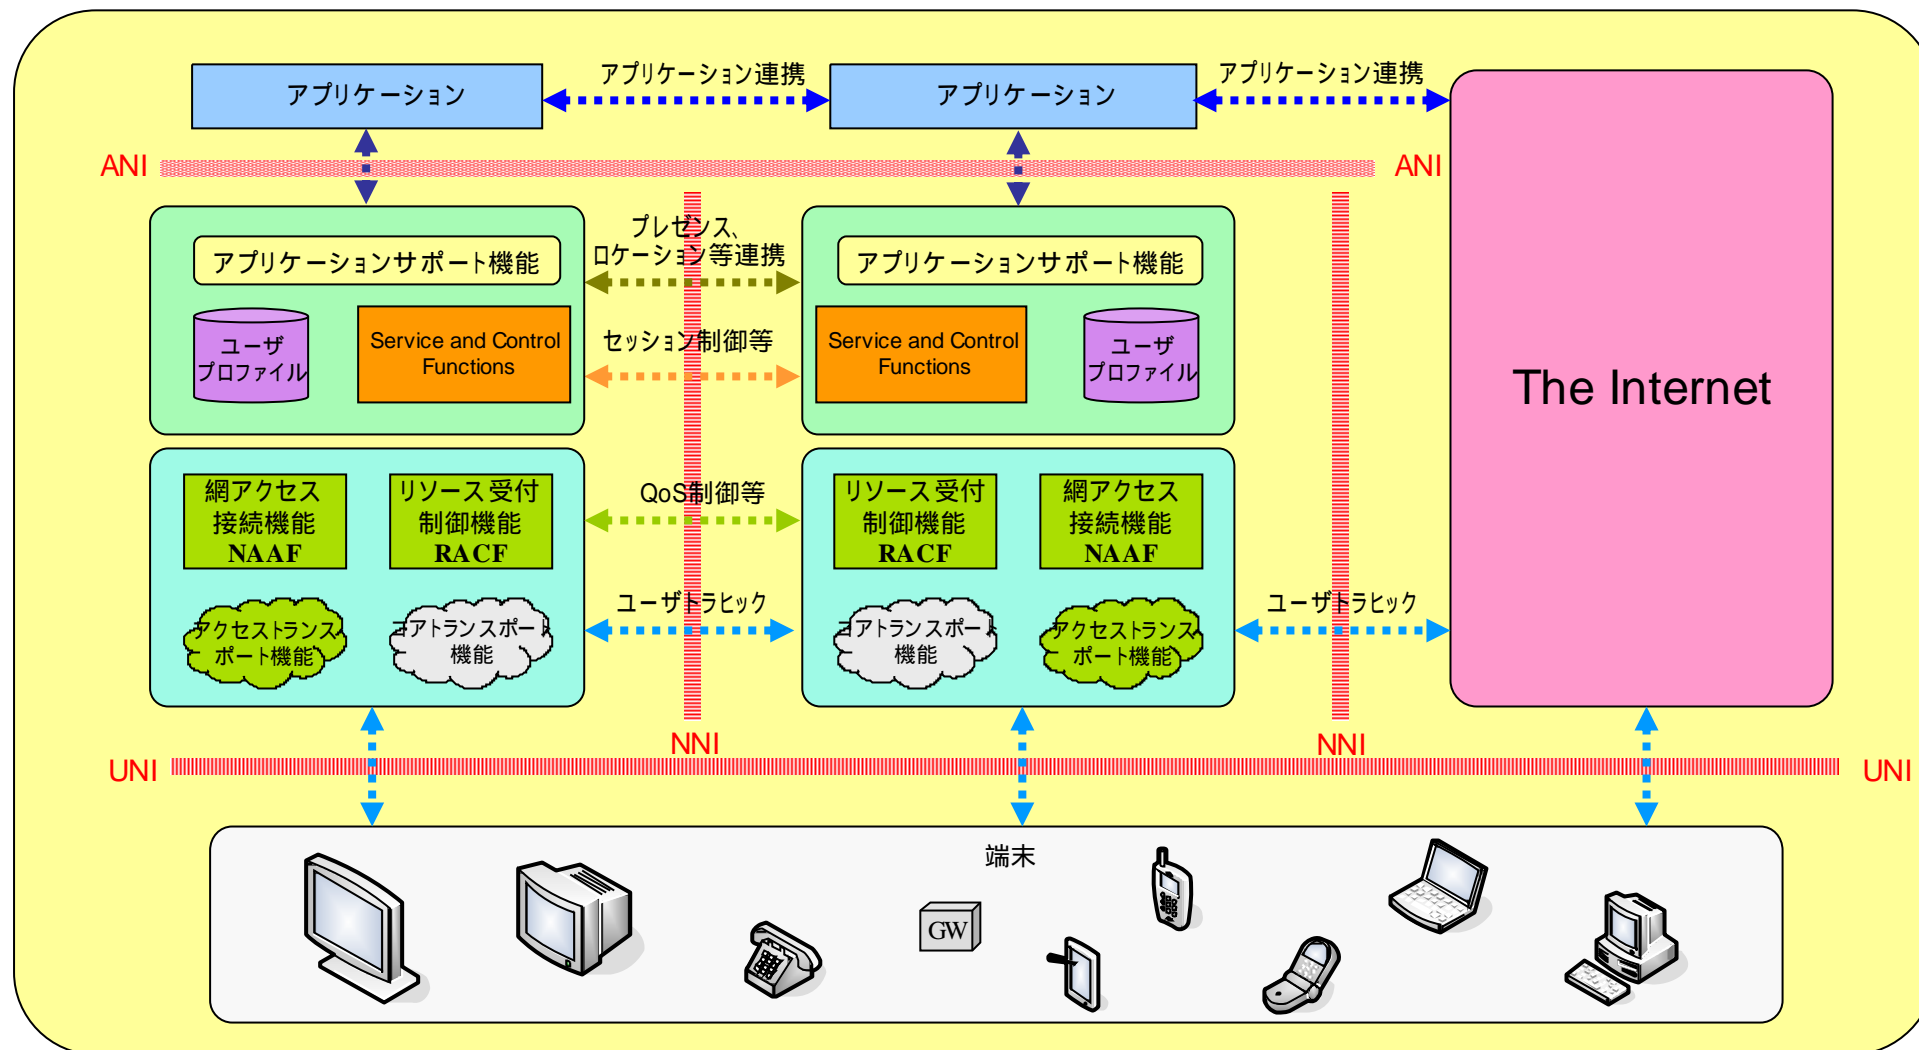 アプリケーション連携
アプリケーション連携
アプリケーション
アプリケーション
ANI
ANI
プレゼンス、
ロケーション等連携
アプリケーションサポート機能
アプリケーションサポート機能
ユーザ
プロファイル
Service and Control
Functions
セッション制御等
Service and Control
Functions
ユーザ
プロファイル
The Internet
網アクセス
接続機能
NAAF
リソース受付
制御機能
RACF
QoS制御等
リソース受付
制御機能
RACF
網アクセス
接続機能
NAAF
アクセストランス
ポート機能
コアトランスポート
機能
ユーザトラヒック
コアトランスポート
機能
アクセストランス
ポート機能
ユーザトラヒック
NNI
NNI
UNI
UNI
端末
GW